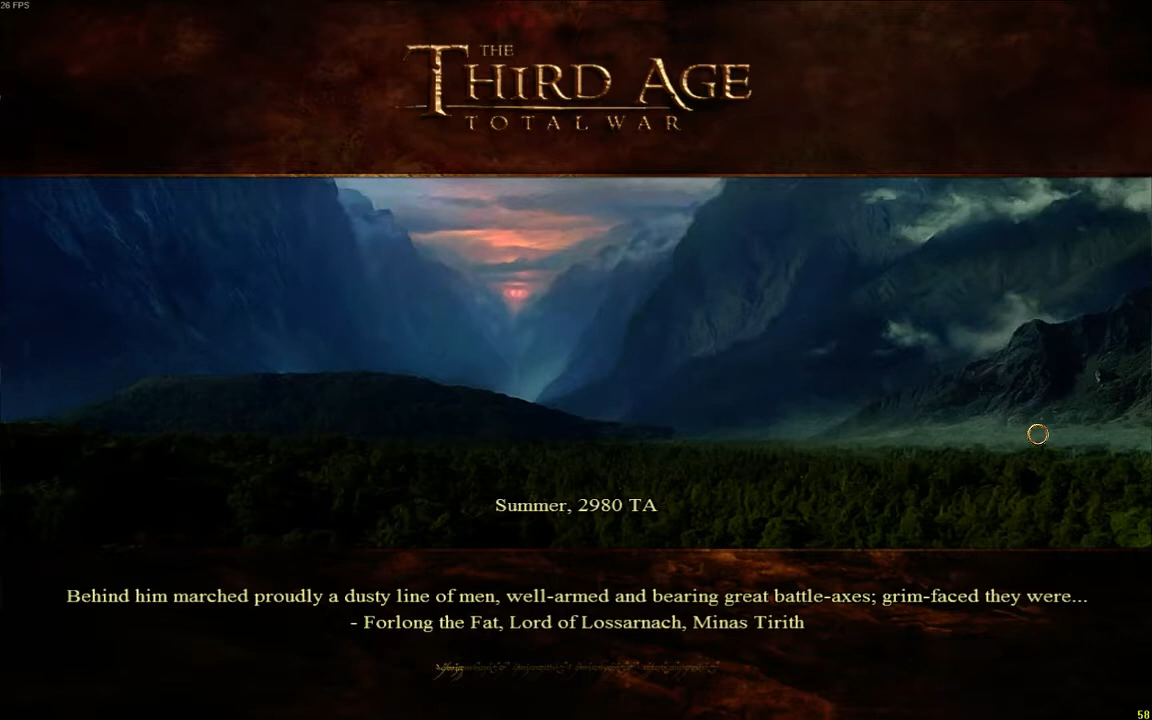 26 FPS
THE
THIRD AGE
TOTAL WAR
Summer, 2980 TA
Behind him marched proudly a dusty line of men, well-armed and bearing great battle-axes; grim-faced they were...
- Forlong the Fat, Lord of Lossarnach, Minas Tirith
58